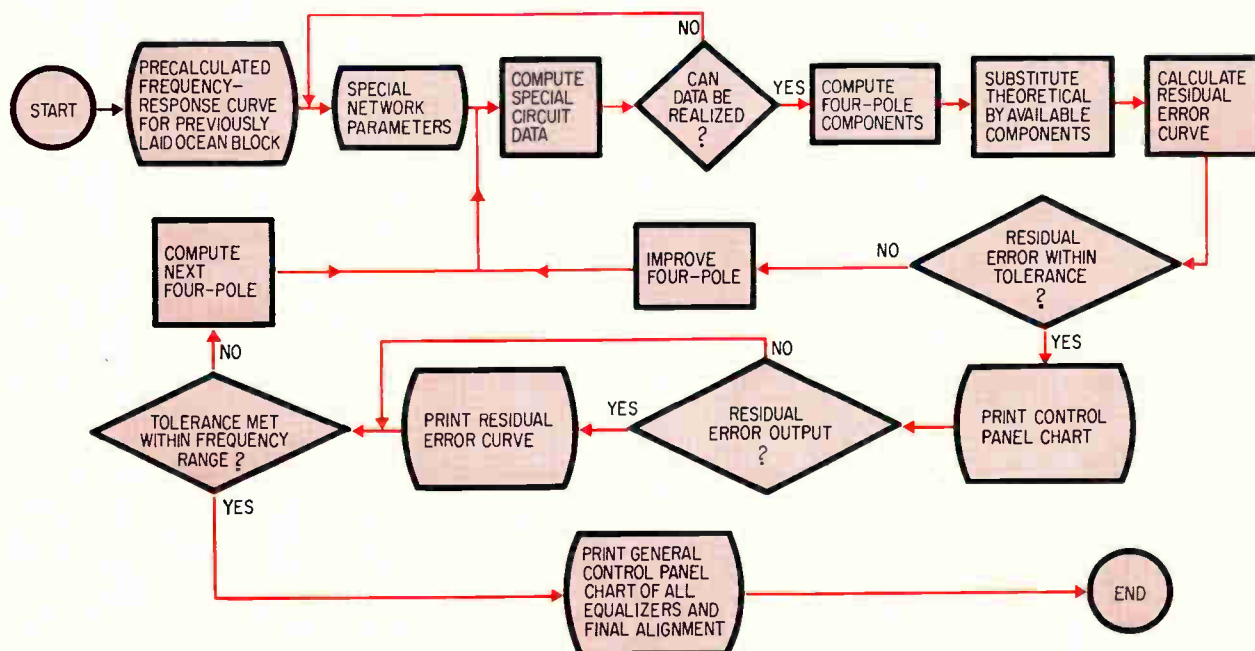 START
PRECALCULATED
FREQUENCY-
RESPONSE CURVE
FOR PREVIOUSLY
LAID OCEAN BLOCK
SPECIAL
NETWORK
PARAMETERS
COMPUTE
SPECIAL
CIRCUIT
DATA
NO
CAN
DATA BE
REALIZED
?
YES
COMPUTE
FOUR-POLE
COMPONENTS
SUBSTITUTE
THEORETICAL
BY AVAILABLE
COMPONENTS
CALCULATE
RESIDUAL
ERROR
CURVE
RESIDUAL
ERROR WITHIN
TOLERANCE
?
NO
IMPROVE
FOUR-POLE
COMPUTE
NEXT
FOUR-POLE
YES
PRINT CONTROL
PANEL CHART
RESIDUAL
ERROR OUTPUT
?
NO
YES
PRINT RESIDUAL
ERROR CURVE
TOLERANCE MET
WITHIN FREQUENCY
RANGE ?
NO
YES
PRINT GENERAL
CONTROL PANEL
CHART OF ALL
EQUALIZERS AND
FINAL ALIGNMENT
END